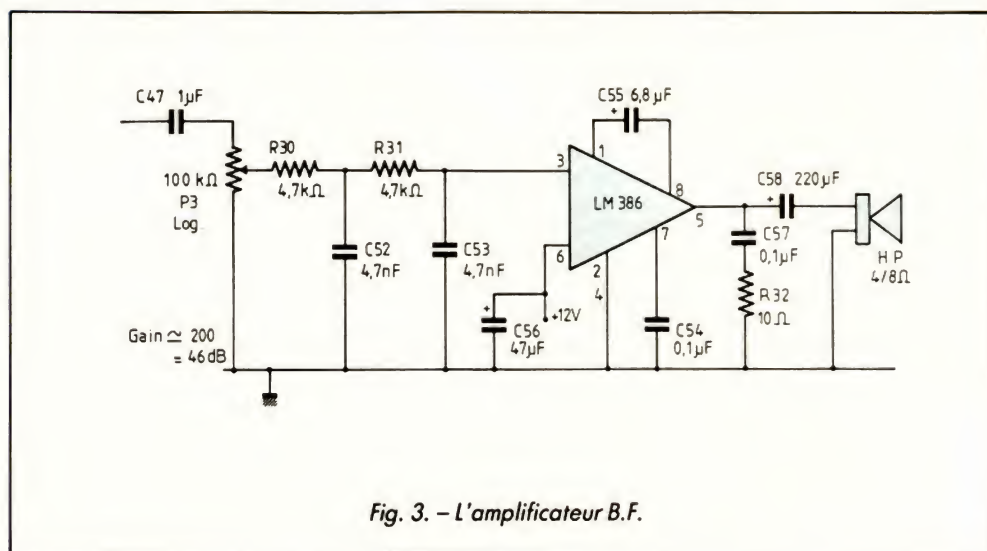 C47 1µF
100 kΩ
P3
Log.
R30
4,7kΩ
R31
4,7kΩ
C52
4,7nF
C53
4,7nF
Gain ≃ 200
= 46dB
C55 6,8µF
+
1
3
8
LM 386
5
6
7
2
4
+
+12V
C56
47µF
C54
0,1µF
C58 220µF
+
C57
0,1µF
R32
10Ω
H P
4/8Ω
Fig. 3. – L'amplificateur B.F.